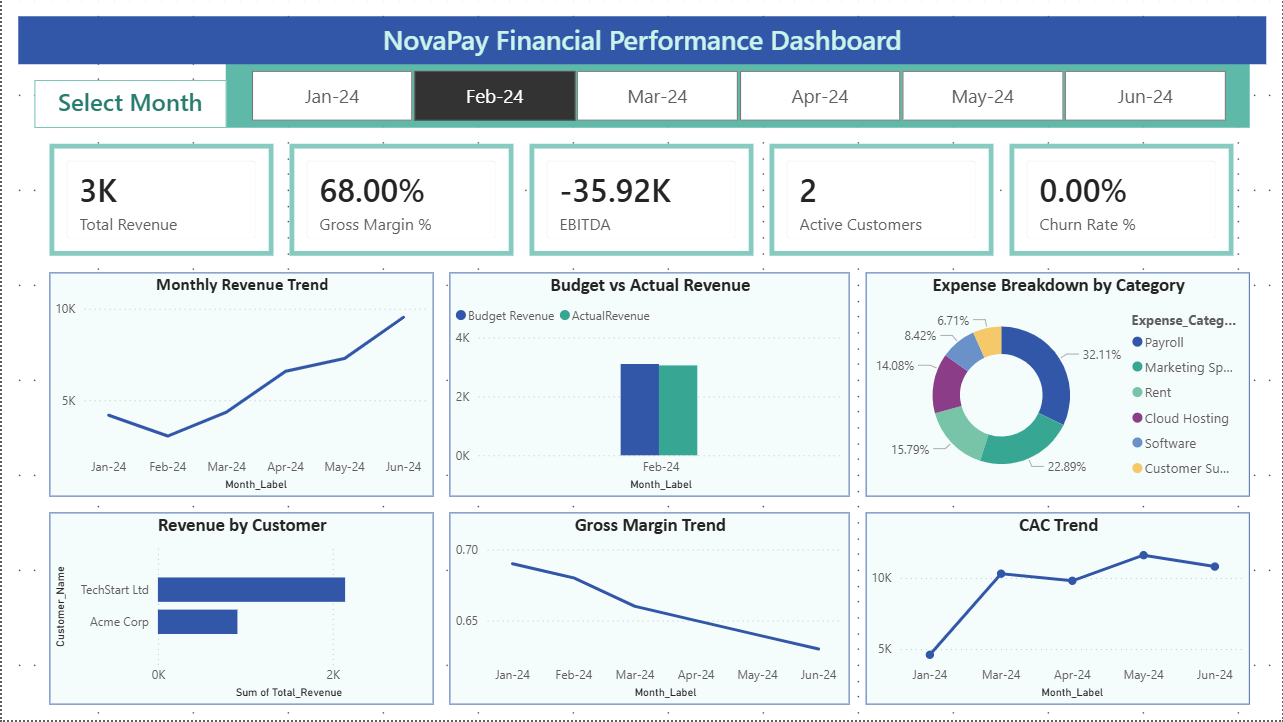 NovaPay Financial Performance Dashboard
Select Month
Jan-24
Feb-24
Mar-24
Apr-24
May-24
Jun-24
3K
Total Revenue
68.00%
Gross Margin %
-35.92K
EBITDA
2
Active Customers
0.00%
Churn Rate %
Monthly Revenue Trend
10K
5K
Jan-24 Feb-24 Mar-24 Apr-24 May-24 Jun-24
Month_Label
Budget vs Actual Revenue
Budget Revenue ActualRevenue
4K
2K
0K
Feb-24
Month_Label
Expense Breakdown by Category
6.71%
8.42%
14.08%
15.79%
32.11%
22.89%
Expense_Categ...
Payroll
Marketing Sp...
Rent
Cloud Hosting
Software
Customer Su...
Revenue by Customer
Customer_Name
TechStart Ltd
Acme Corp
0K 2K
Sum of Total_Revenue
Gross Margin Trend
0.70
0.65
Jan-24 Feb-24 Mar-24 Apr-24 May-24 Jun-24
Month_Label
CAC Trend
10K
5K
Jan-24 Mar-24 Apr-24 May-24 Jun-24
Month_Label